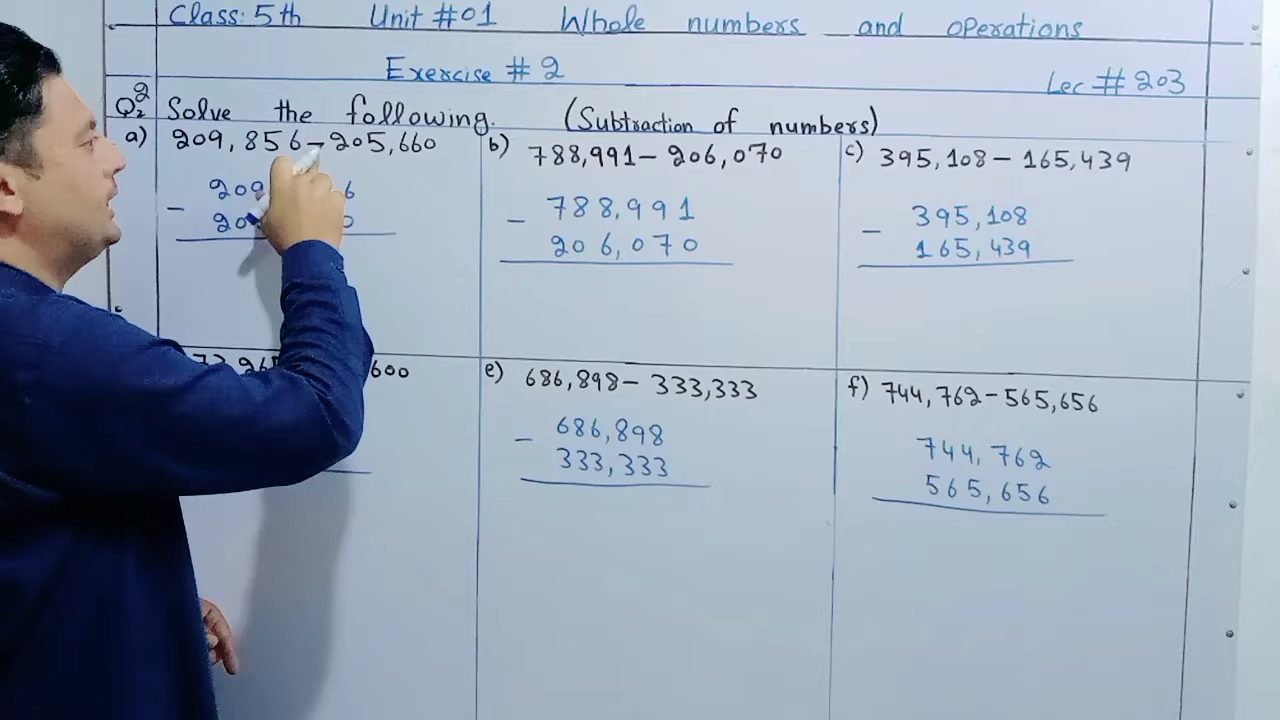 Class: 5th Unit #01 Whole numbers and operations
Exercise # 2
Lec # 203
Q2 Solve the following. (Subtraction of numbers)
a) 209,856-205,660
209 6
-
20 0
b) 788,991- 206,070
788,991
-
206,070
c) 395,108- 165,439
395,108
-
165,439
600
e) 686,898- 333,333
686,898
-
333,333
f) 744,762-565,656
744,762
565,656